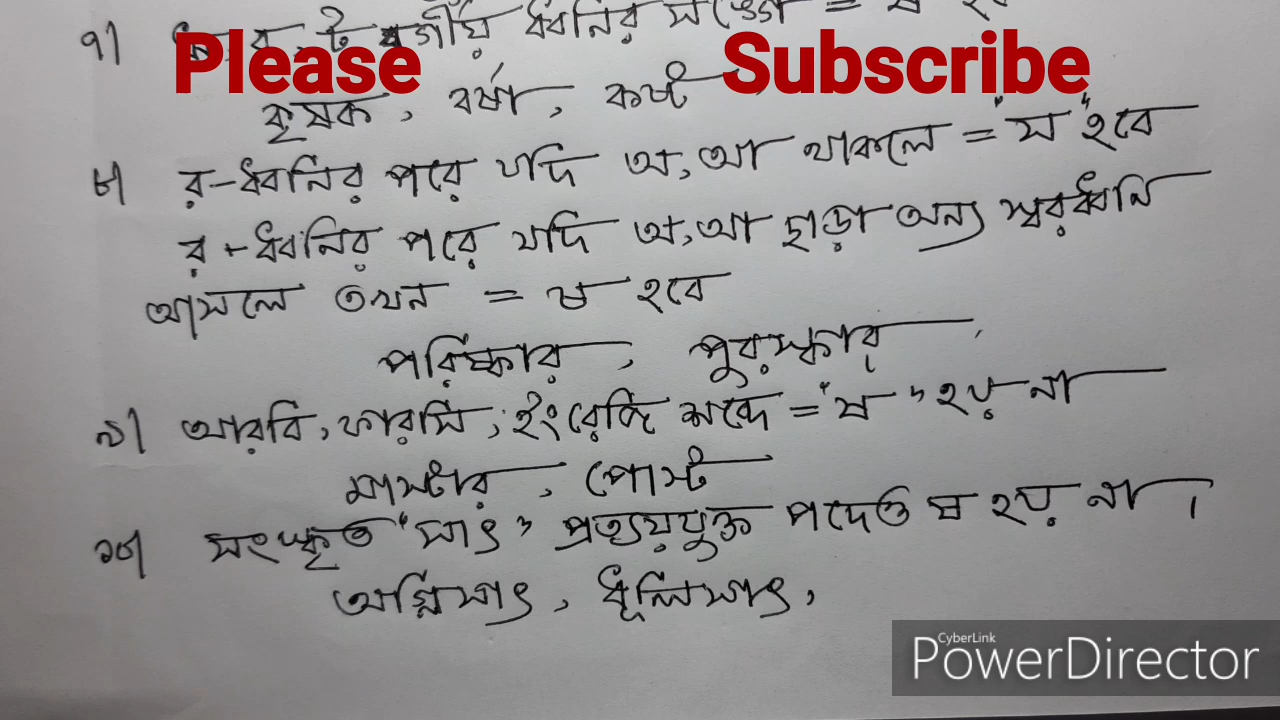 ৭| ট বর্গীয় ধ্বনির সঙ্গে = ষ হ
Please Subscribe
কৃষক, বর্ষা, কষ্ট
৮| র-ধ্বনির পরে যদি অ,আ থাকলে = "স" হবে
র-ধ্বনির পরে যদি অ,আ ছাড়া অন্য স্বরধ্বনি
আসলে তখন = ষ হবে
পরিষ্কার, পুরস্কার,
৯| আরবি, ফারসি, ইংরেজি শব্দে = "ষ" হয় না
মাস্টার, পোস্ট
১০| সংস্কৃত "সাৎ" প্রত্যয়যুক্ত পদেও ষ হয় না।
অগ্নিসাৎ, ধূলিসাৎ,
CyberLink
PowerDirector